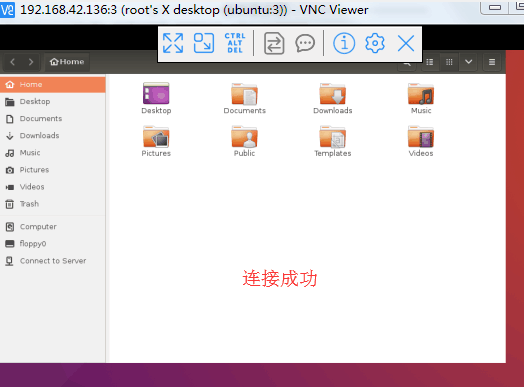 192.168.42.136:3 (root's X desktop (ubuntu:3)) - VNC Viewer
CTRL
ALT
DEL
Home
Home
Desktop
Documents
Downloads
Music
Pictures
Videos
Trash
Computer
floppy0
Connect to Server
Desktop
Documents
Downloads
Music
Pictures
Public
Templates
Videos
连接成功